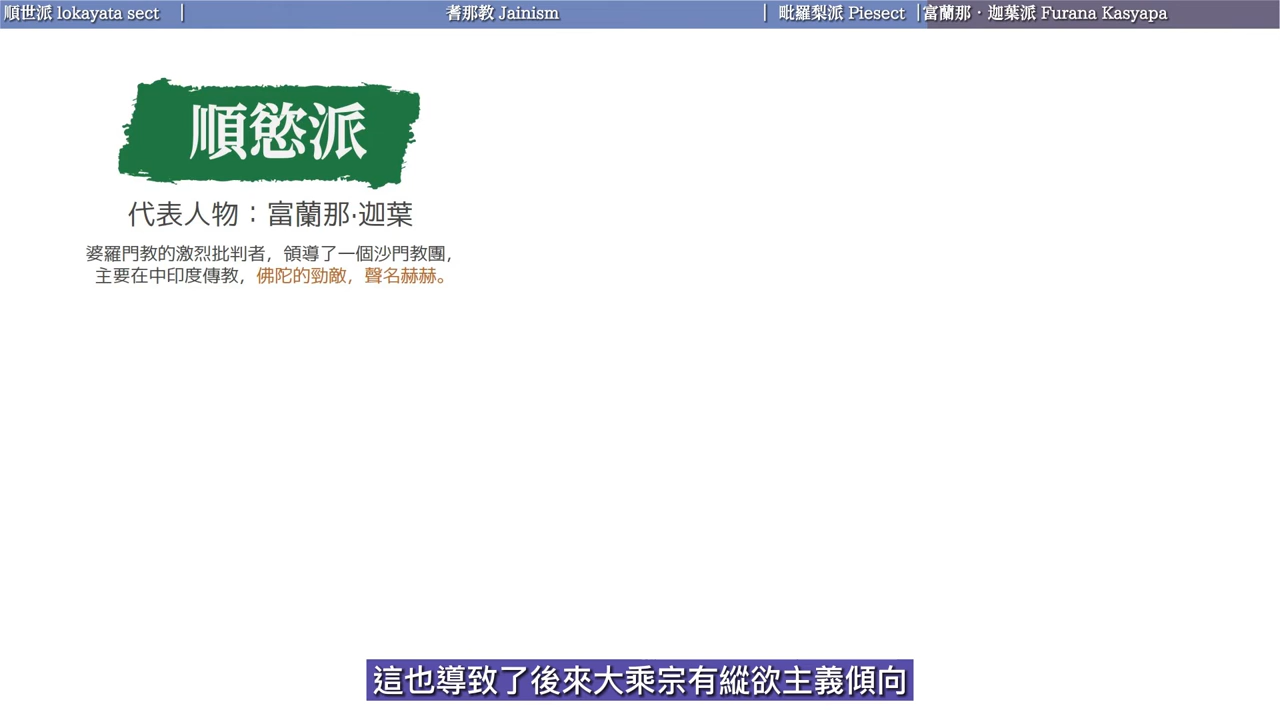 順世派 lokayata sect | 耆那教 Jainism | 毗羅梨派 Piesect | 富蘭那·迦葉派 Furana Kasyapa
順慾派
代表人物：富蘭那·迦葉
婆羅門教的激烈批判者，領導了一個沙門教團，
主要在中印度傳教，佛陀的勁敵，聲名赫赫。
這也導致了後來大乘宗有縱欲主義傾向